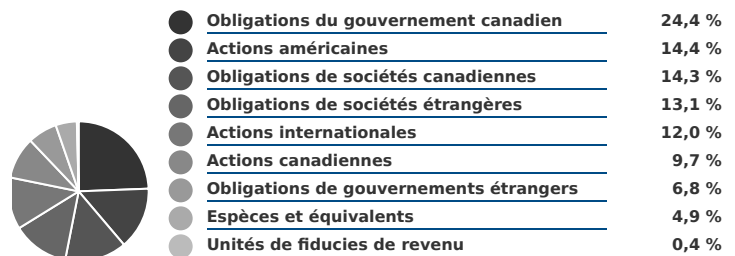 Obligations du gouvernement canadien 24,4 %
Actions américaines 14,4 %
Obligations de sociétés canadiennes 14,3 %
Obligations de sociétés étrangères 13,1 %
Actions internationales 12,0 %
Actions canadiennes 9,7 %
Obligations de gouvernements étrangers 6,8 %
Espèces et équivalents 4,9 %
Unités de fiducies de revenu 0,4 %